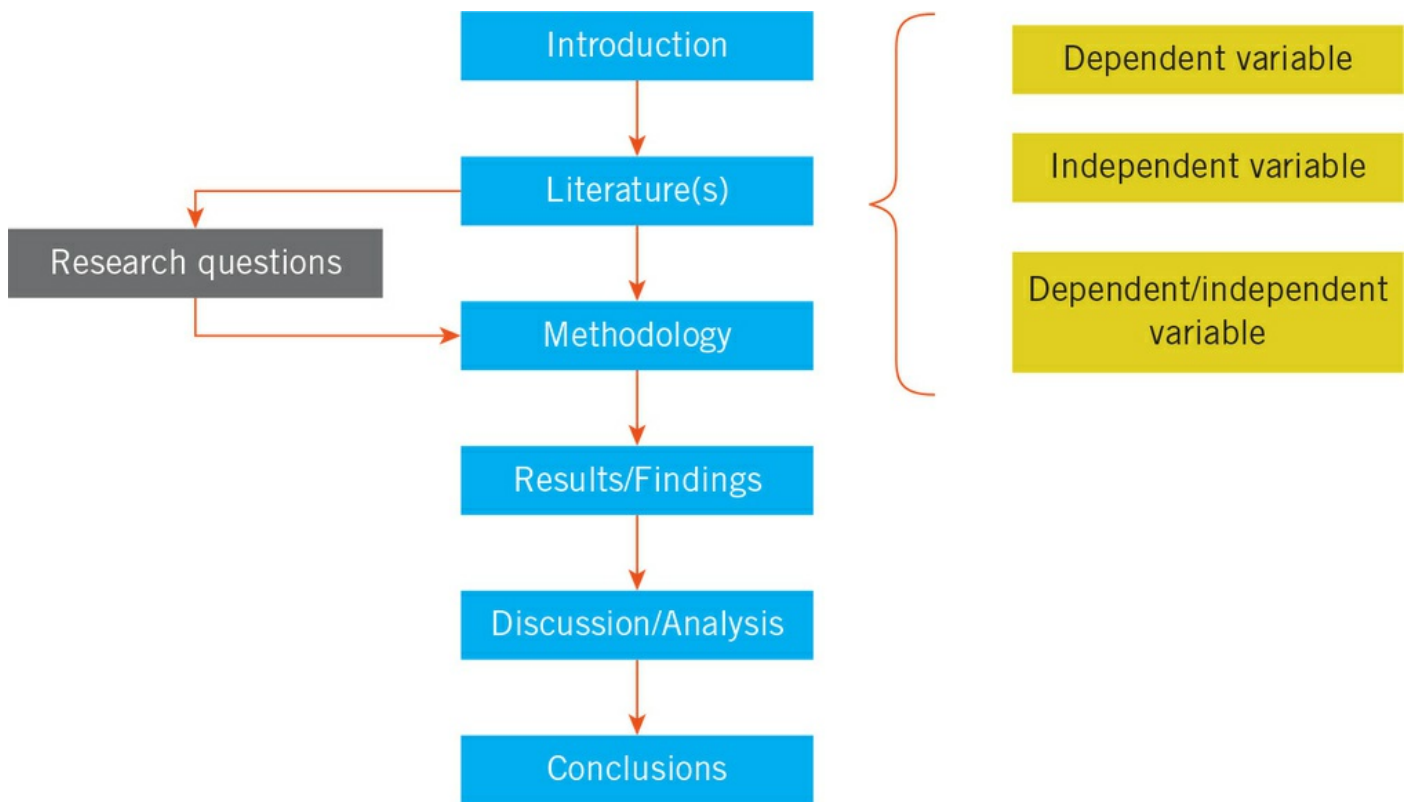 Introduction
Dependent variable
Independent variable
Literature(s)
Research questions
Dependent/independent
variable
Methodology
Results/Findings
Discussion/Analysis
Conclusions